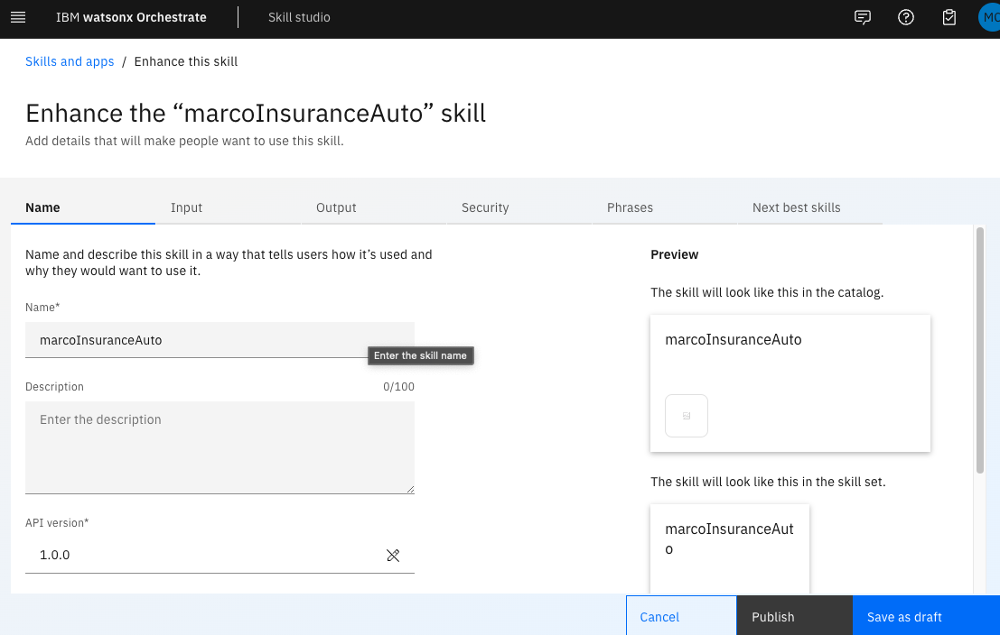 IBM watsonx Orchestrate
Skill studio
MC
Skills and apps / Enhance this skill
Enhance the “marcoInsuranceAuto” skill
Add details that will make people want to use this skill.
Name
Input
Output
Security
Phrases
Next best skills
Name and describe this skill in a way that tells users how it’s used and
why they would want to use it.
Name*
marcoInsuranceAuto
Enter the skill name
Description
0/100
Enter the description
API version*
1.0.0
Preview
The skill will look like this in the catalog.
marcoInsuranceAuto
The skill will look like this in the skill set.
marcoInsuranceAut
o
Cancel
Publish
Save as draft